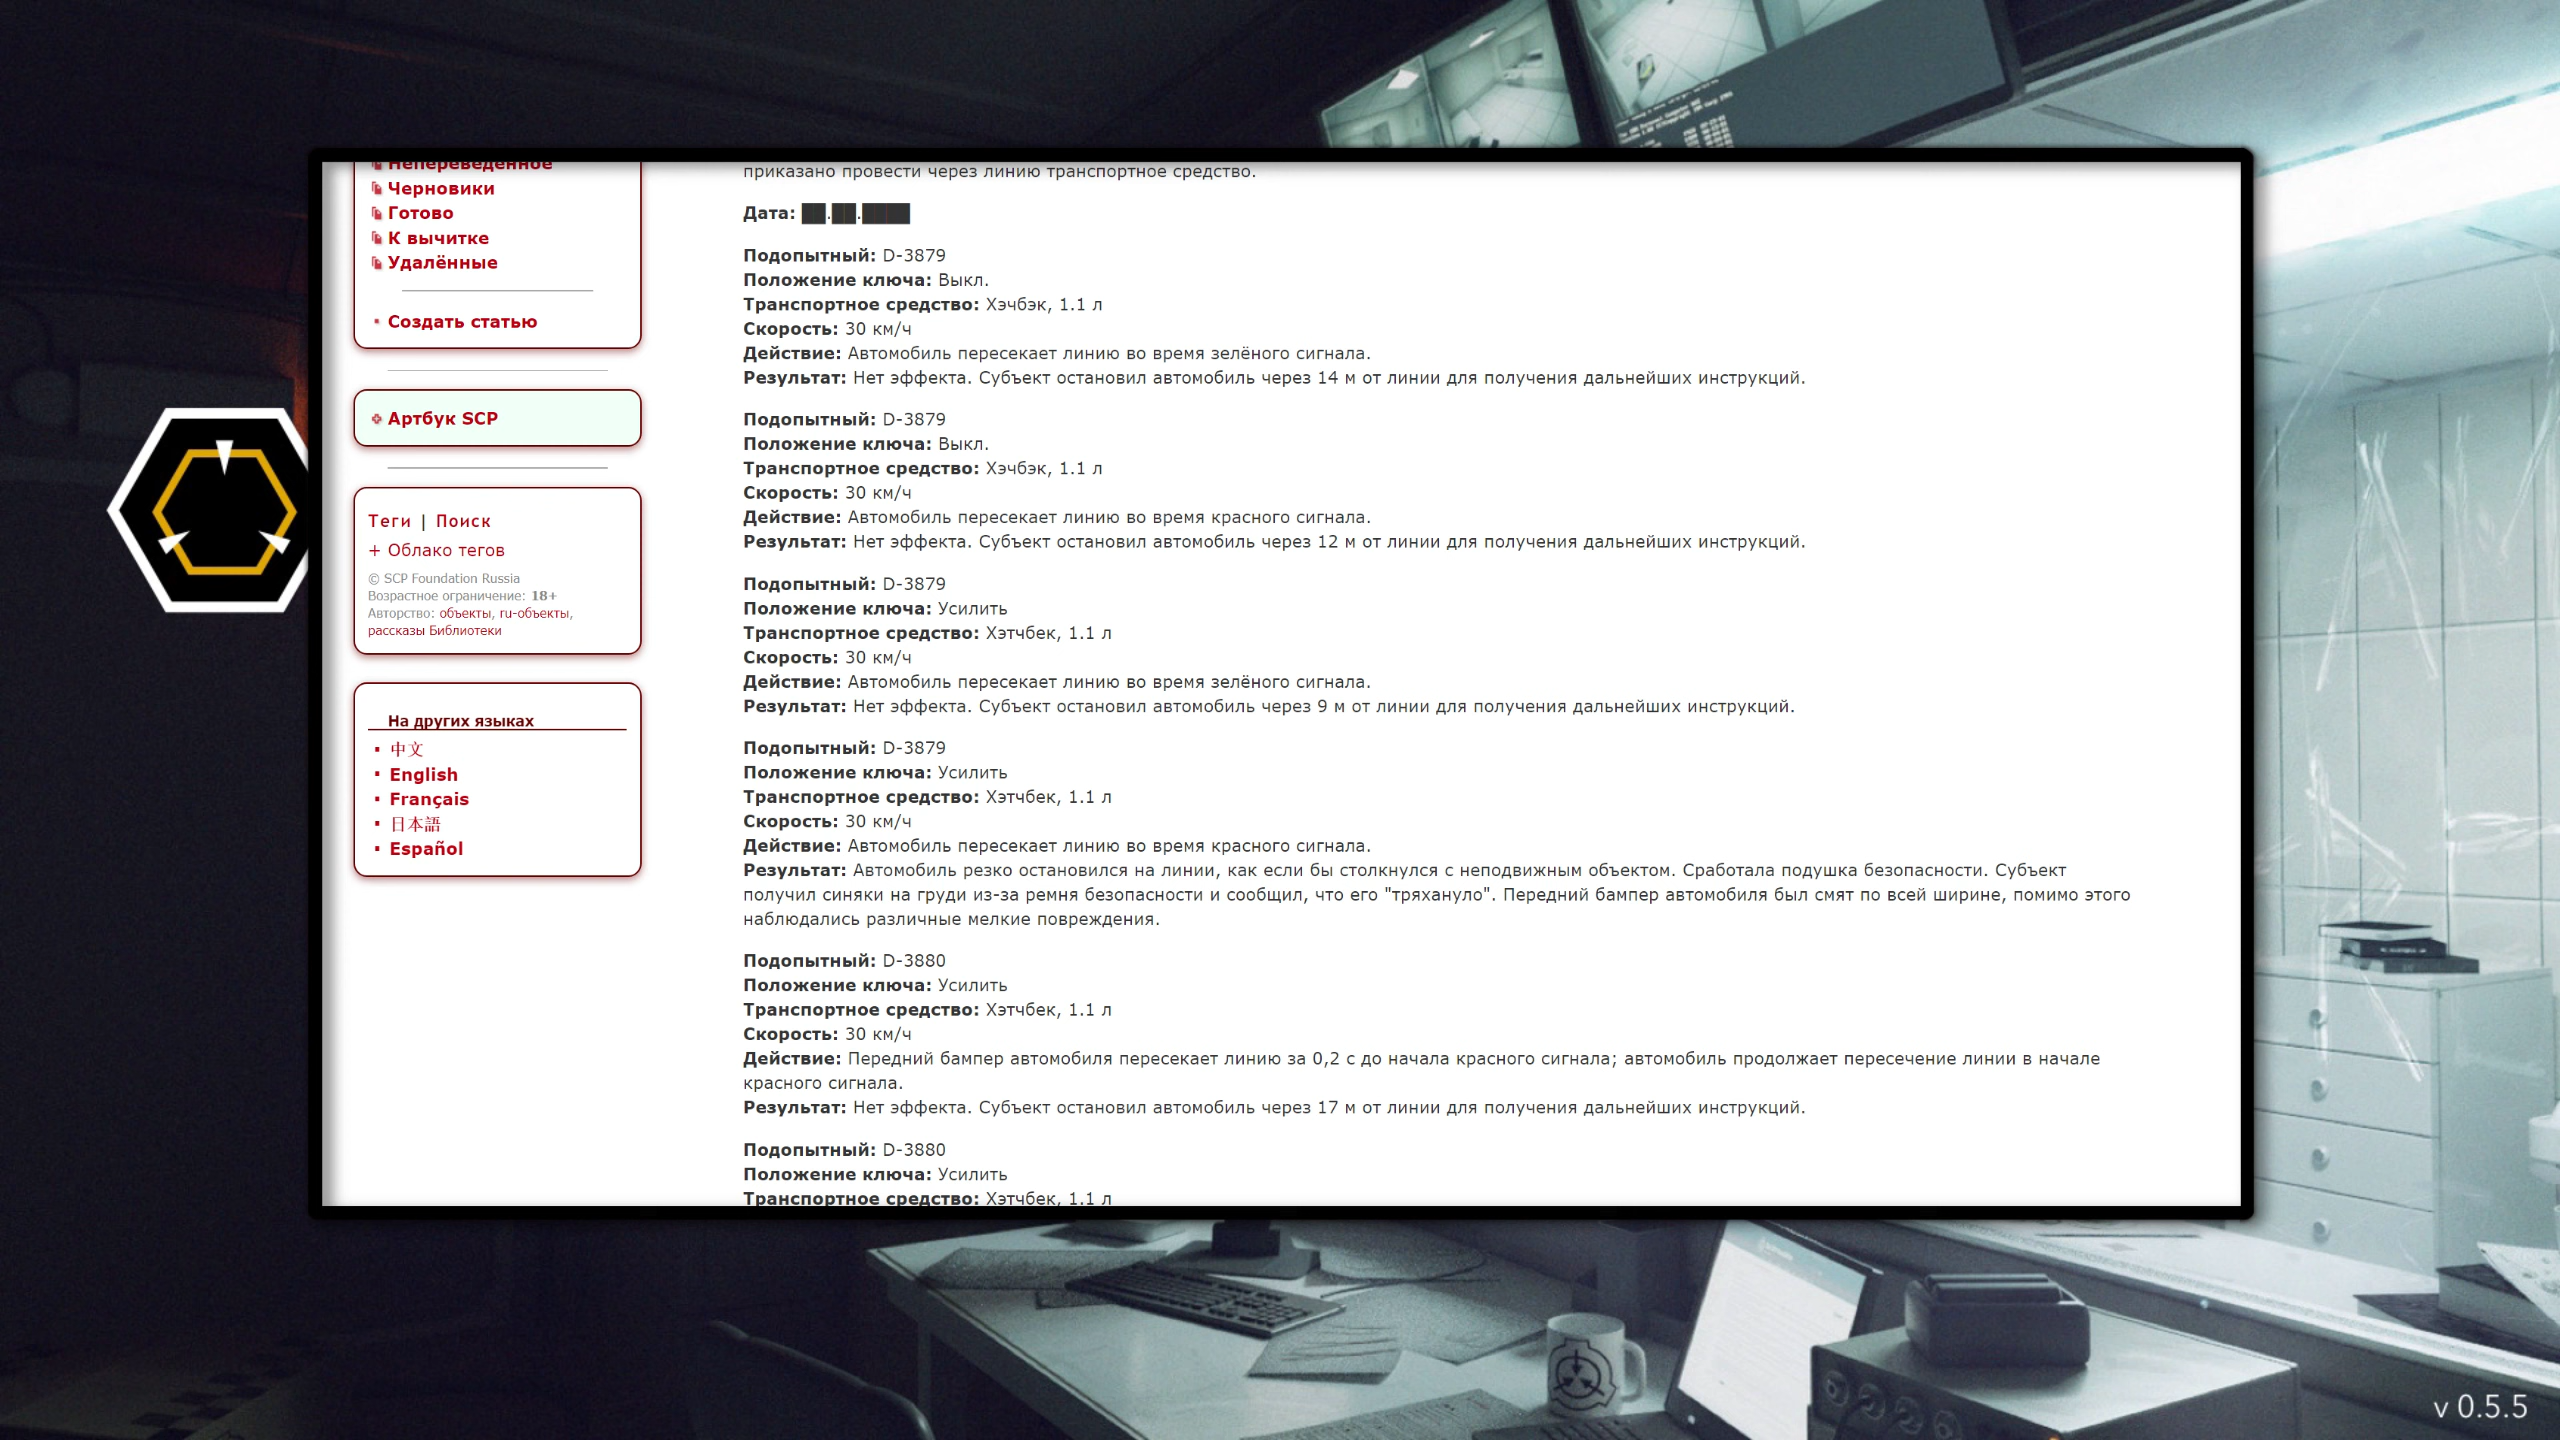 Непереведённое
Черновики
Готово
К вычитке
Удалённые
Создать статью
Артбук SCP
Теги | Поиск
+ Облако тегов
© SCP Foundation Russia
Возрастное ограничение: 18+
Авторство: объекты, ru-объекты,
рассказы Библиотеки
На других языках
中文
English
Français
日本語
Español
приказано провести через линию транспортное средство.
Дата: ██.██.████
Подопытный: D-3879
Положение ключа: Выкл.
Транспортное средство: Хэчбэк, 1.1 л
Скорость: 30 км/ч
Действие: Автомобиль пересекает линию во время зелёного сигнала.
Результат: Нет эффекта. Субъект остановил автомобиль через 14 м от линии для получения дальнейших инструкций.
Подопытный: D-3879
Положение ключа: Выкл.
Транспортное средство: Хэчбэк, 1.1 л
Скорость: 30 км/ч
Действие: Автомобиль пересекает линию во время красного сигнала.
Результат: Нет эффекта. Субъект остановил автомобиль через 12 м от линии для получения дальнейших инструкций.
Подопытный: D-3879
Положение ключа: Усилить
Транспортное средство: Хэтчбек, 1.1 л
Скорость: 30 км/ч
Действие: Автомобиль пересекает линию во время зелёного сигнала.
Результат: Нет эффекта. Субъект остановил автомобиль через 9 м от линии для получения дальнейших инструкций.
Подопытный: D-3879
Положение ключа: Усилить
Транспортное средство: Хэтчбек, 1.1 л
Скорость: 30 км/ч
Действие: Автомобиль пересекает линию во время красного сигнала.
Результат: Автомобиль резко остановился на линии, как если бы столкнулся с неподвижным объектом. Сработала подушка безопасности. Субъект
получил синяки на груди из-за ремня безопасности и сообщил, что его "тряхануло". Передний бампер автомобиля был смят по всей ширине, помимо этого
наблюдались различные мелкие повреждения.
Подопытный: D-3880
Положение ключа: Усилить
Транспортное средство: Хэтчбек, 1.1 л
Скорость: 30 км/ч
Действие: Передний бампер автомобиля пересекает линию за 0,2 с до начала красного сигнала; автомобиль продолжает пересечение линии в начале
красного сигнала.
Результат: Нет эффекта. Субъект остановил автомобиль через 17 м от линии для получения дальнейших инструкций.
Подопытный: D-3880
Положение ключа: Усилить
Транспортное средство: Хэтчбек, 1.1 л
v 0.5.5